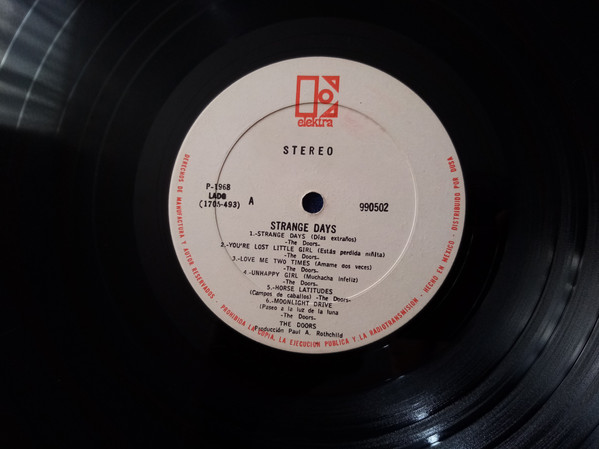 elektra
STEREO
P-1968
LADO
A
990502
(1705-493)
STRANGE DAYS
1.-STRANGE DAYS (Días extraños)
-The Doors-
2.-YOU'RE LOST LITTLE GIRL (Estás perdida niñita)
-The Doors-
3.-LOVE ME TWO TIMES (Amame dos veces)
-The Doors-
4.-UNHAPPY GIRL (Muchacha infeliz)
-The Doors.
5.-HORSE LATITUDES
(Campos de caballos) -The Doors-
6.-MOONLIGHT DRIVE
(Paseo a la luz de la luna
-The Doors-
THE DOORS
Producción Paul A. Rothchild
DERECHOS DE MANUFACTURA Y AUTOR RESERVADOS - PROHIBIDA LA COPIA, LA EJECUCION PUBLICA Y LA RADIOTRANSMISION - HECHO EN MEXICO - DISTRIBUIDO POR GUSA